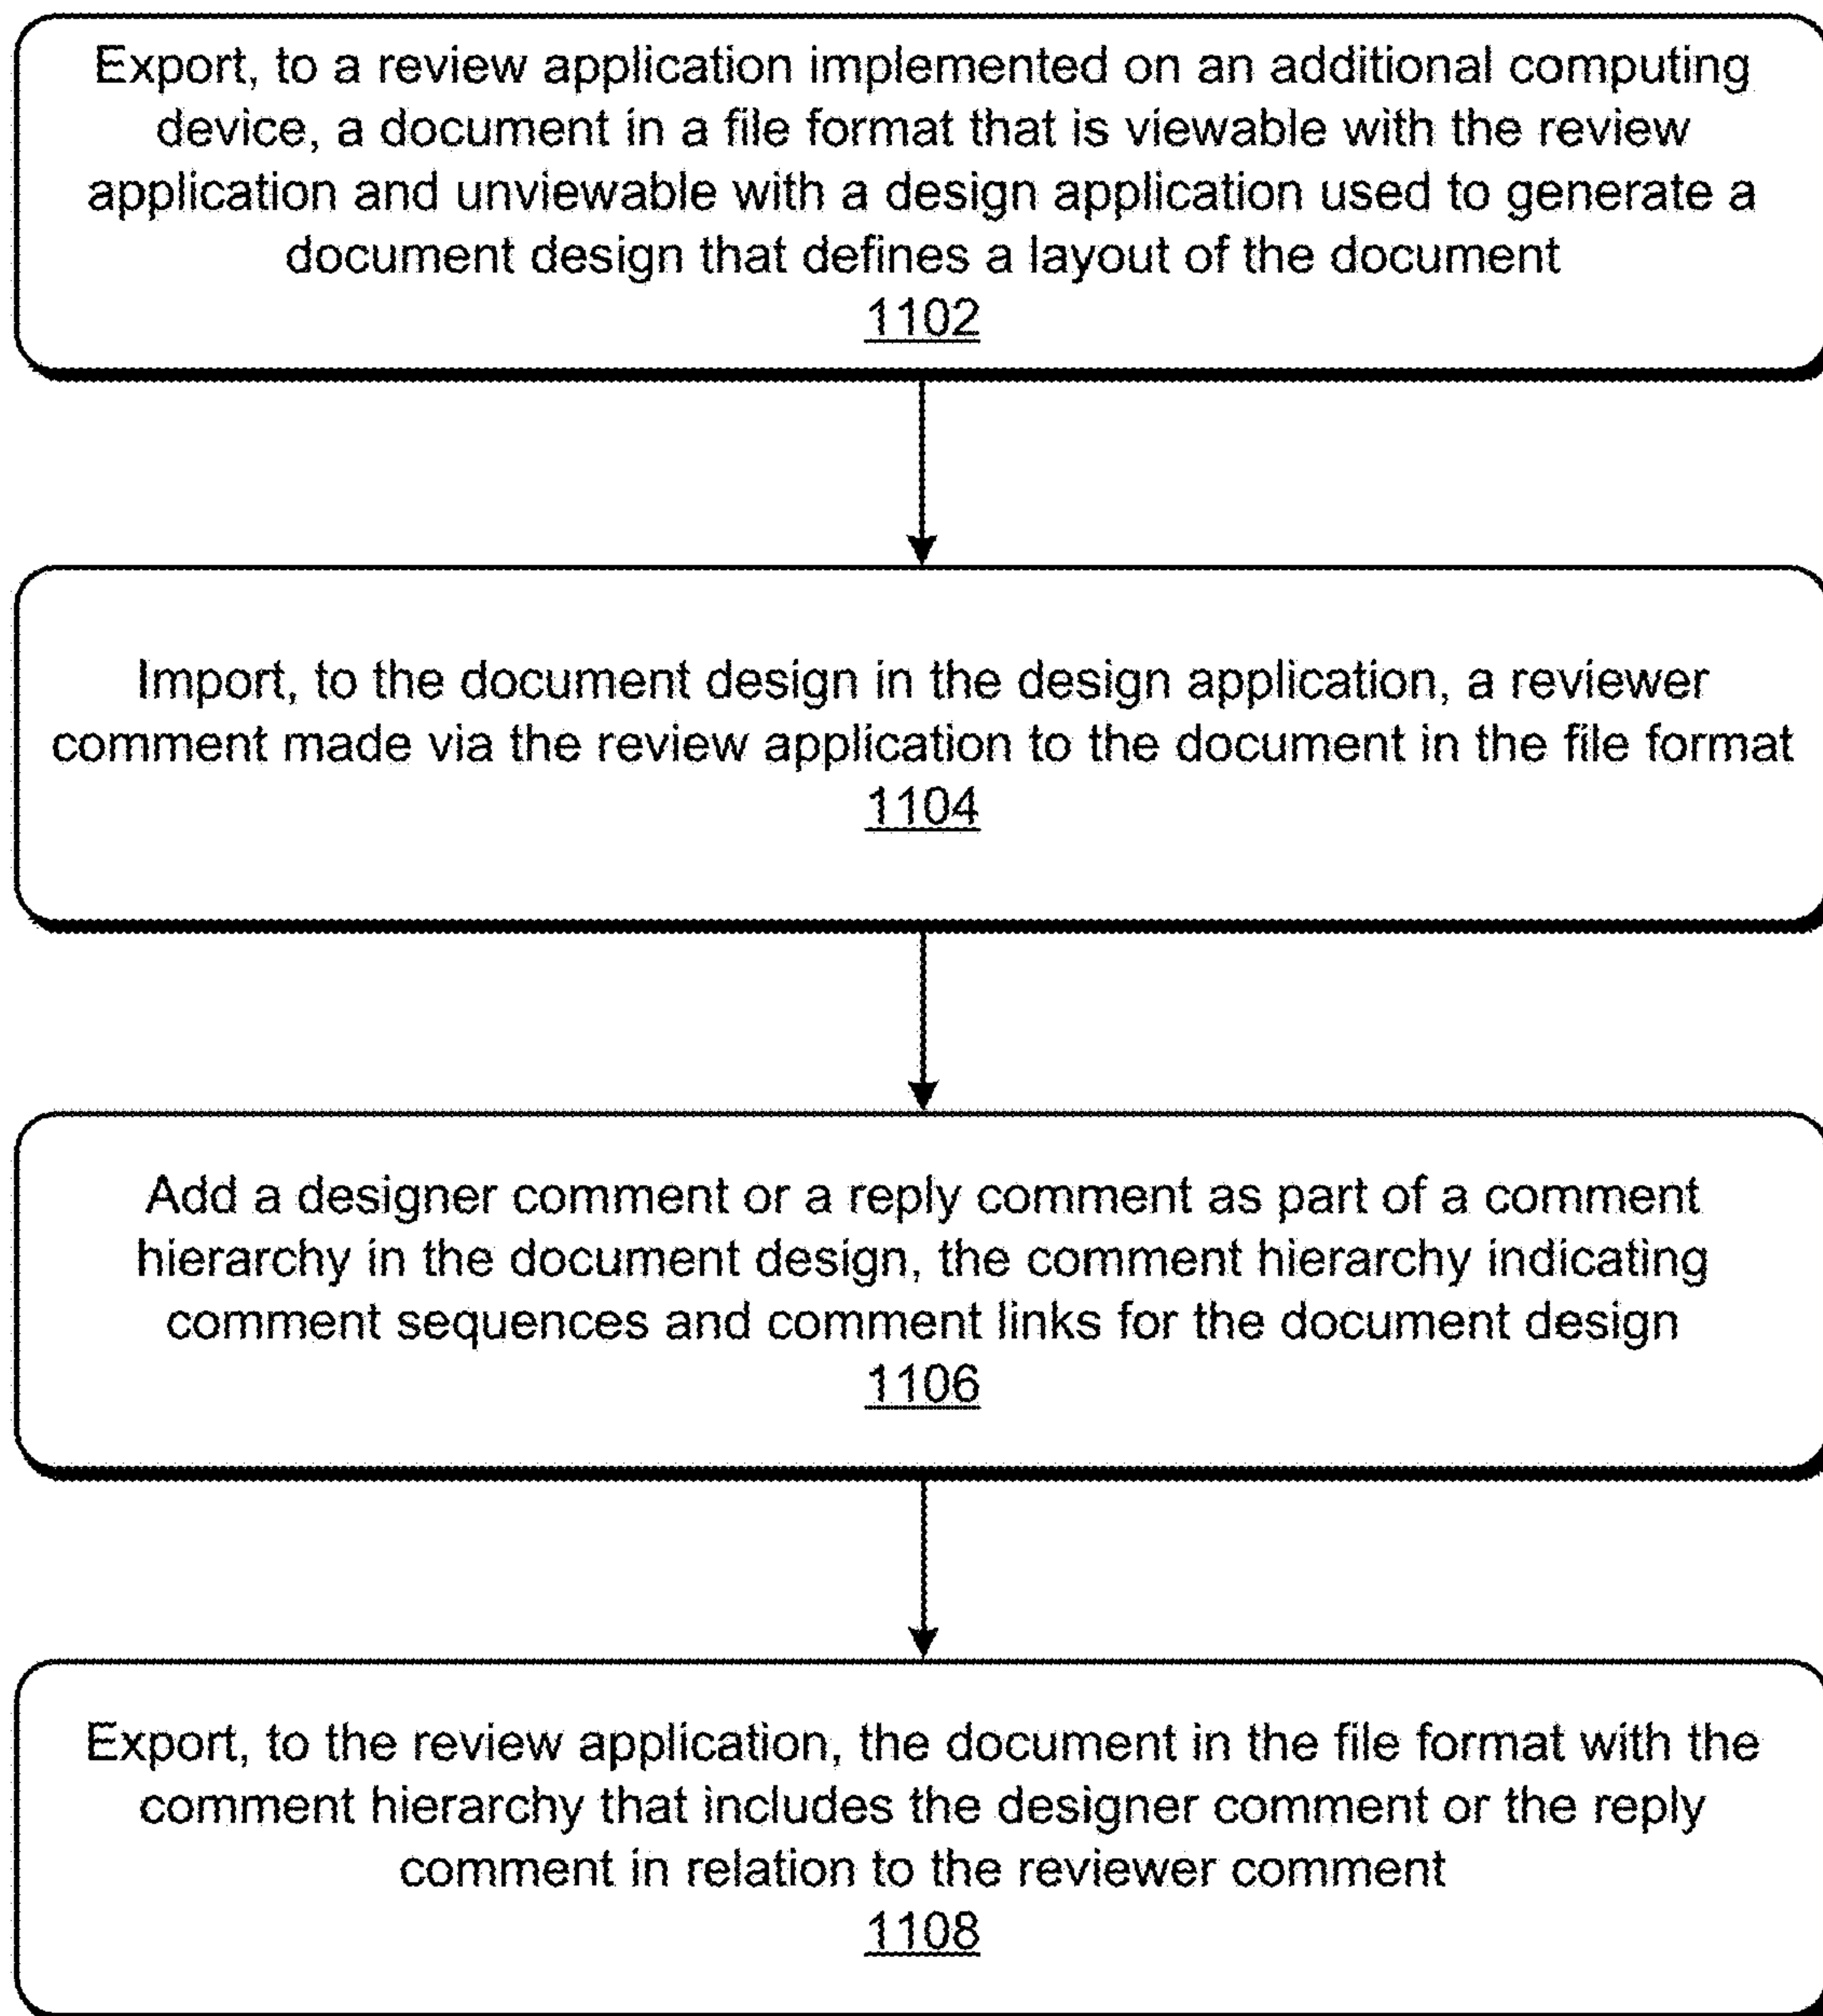 Export, to a review application implemented on an additional computing
device, a document in a file format that is viewable with the review
application and unviewable with a design application used to generate a
document design that defines a layout of the document
1102
Import, to the document design in the design application, a reviewer
comment made via the review application to the document in the file format
1104
Add a designer comment or a reply comment as part of a comment
hierarchy in the document design, the comment hierarchy indicating
comment sequences and comment links for the document design
1106
Export, to the review application, the document in the file format with the
comment hierarchy that includes the designer comment or the reply
comment in relation to the reviewer comment
1108